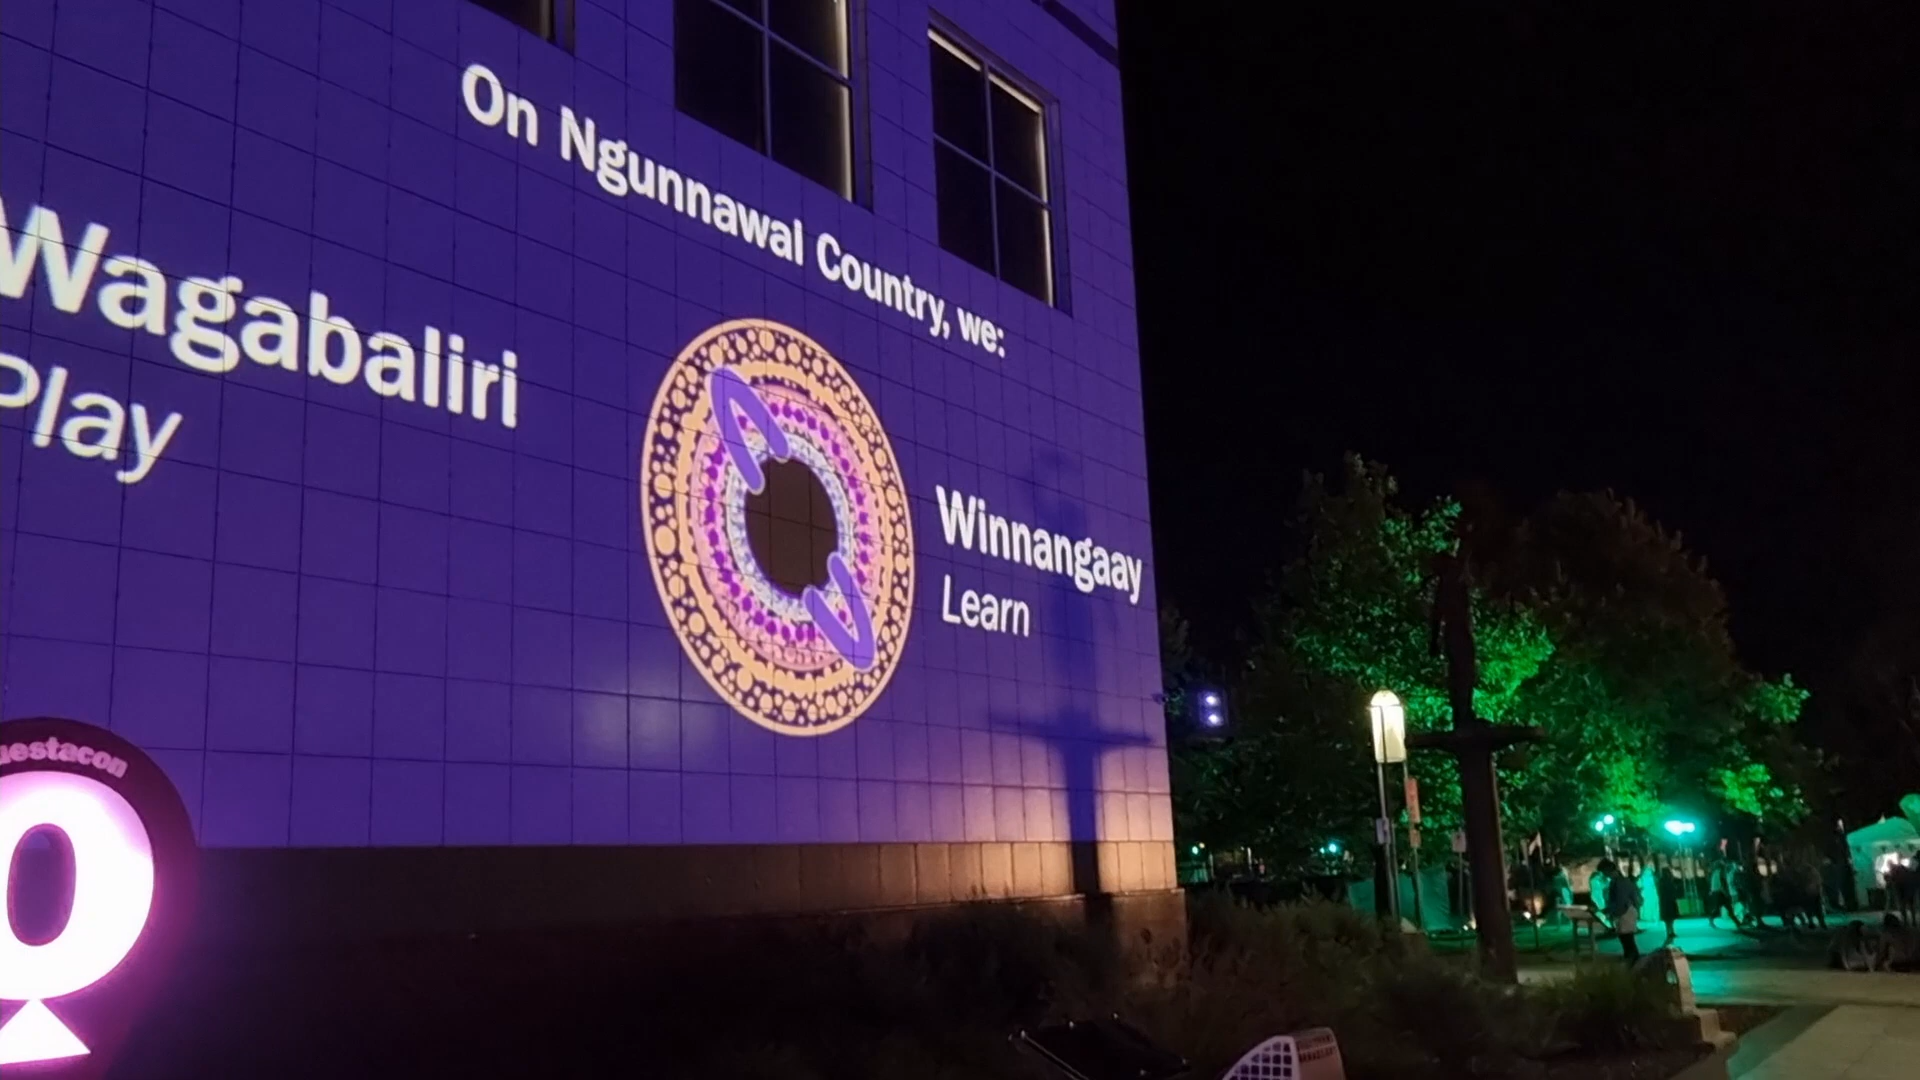 On Ngunnawal Country, we:
Wagabaliri
Play
Winnangaay
Learn
uestacon
Q